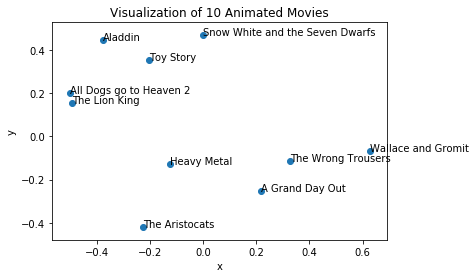 Visualization of 10 Animated Movies
Aladdin
Snow White and the Seven Dwarfs
0.4
Toy Story
All Dogs go to Heaven 2
0.2
The Lion King
y
0.0
Wallace and Gromit
The Wrong Trousers
Heavy Metal
−0.2
A Grand Day Out
−0.4
The Aristocats
−0.4 −0.2 0.0 0.2 0.4 0.6
x